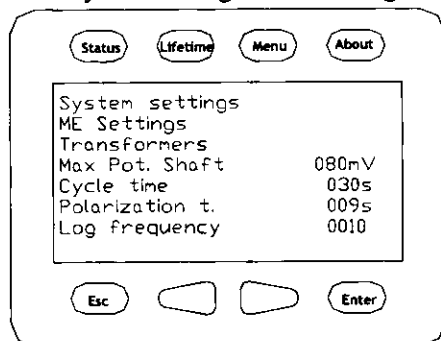 Status Lifetime Menu About
System settings
ME Settings
Transformers
Max Pot. Shaft 080mV
Cycle time 030s
Polarization t. 009s
Log frequency 0010
Esc Enter